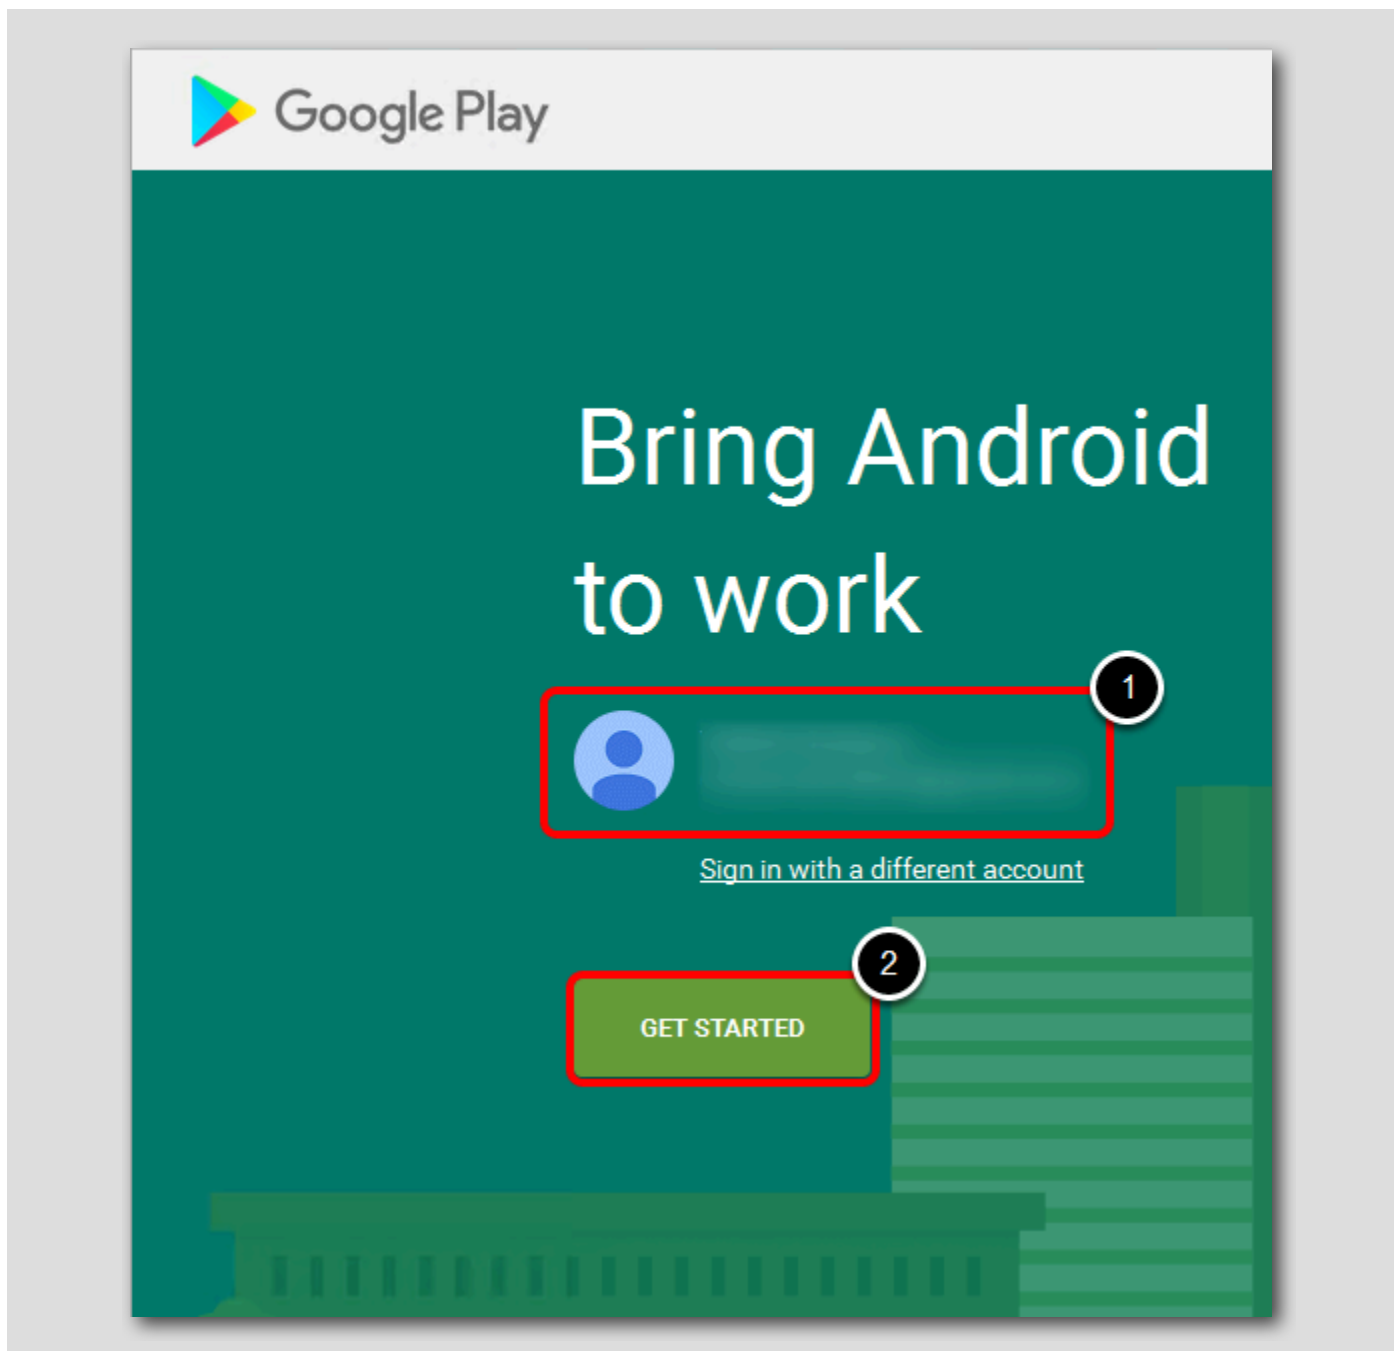 Google Play
Bring Android
to work
1
Sign in with a different account
2
GET STARTED